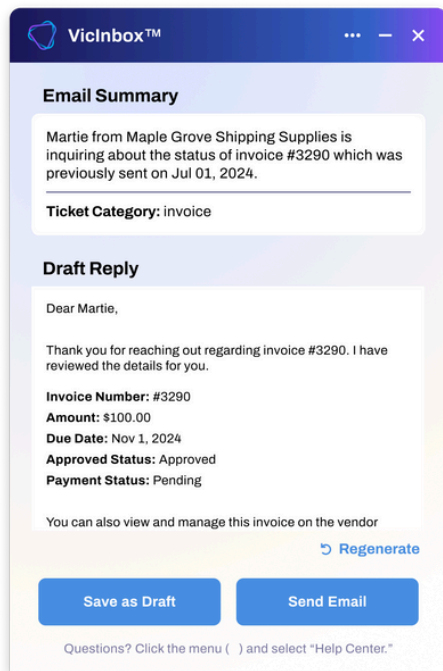 VicInbox™
Email Summary
Martie from Maple Grove Shipping Supplies is
inquiring about the status of invoice #3290 which was
previously sent on Jul 01, 2024.
Ticket Category: invoice
Draft Reply
Dear Martie,
Thank you for reaching out regarding invoice #3290. I have
reviewed the details for you.
Invoice Number: #3290
Amount: $100.00
Due Date: Nov 1, 2024
Approved Status: Approved
Payment Status: Pending
You can also view and manage this invoice on the vendor
Regenerate
Save as Draft
Send Email
Questions? Click the menu ( ) and select “Help Center.”